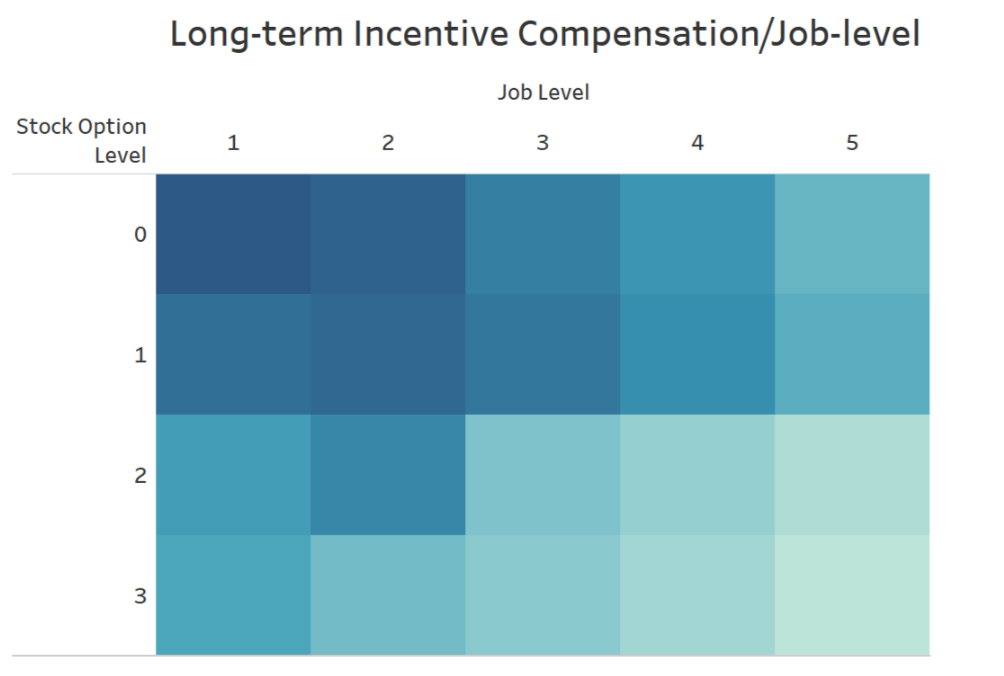 Long-term Incentive Compensation/Job-level
Job Level
Stock Option
Level
1 2 3 4 5
0
1
2
3